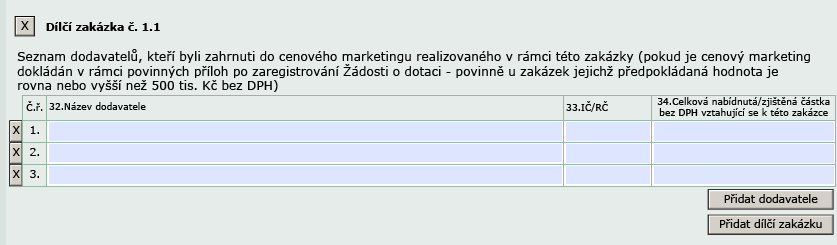 X Dílčí zakázka č. 1.1
Seznam dodavatelů, kteří byli zahrnuti do cenového marketingu realizovaného v rámci této zakázky (pokud je cenový marketing
dokládán v rámci povinných příloh po zaregistrování Žádosti o dotaci - povinně u zakázek jejichž předpokládaná hodnota je
rovna nebo vyšší než 500 tis. Kč bez DPH)
Č.ř. 32.Název dodavatele 33.IČ/RČ 34.Celková nabídnutá/zjištěná částka
bez DPH vztahující se k této zakázce
X 1.
X 2.
X 3.
Přidat dodavatele
Přidat dílčí zakázku